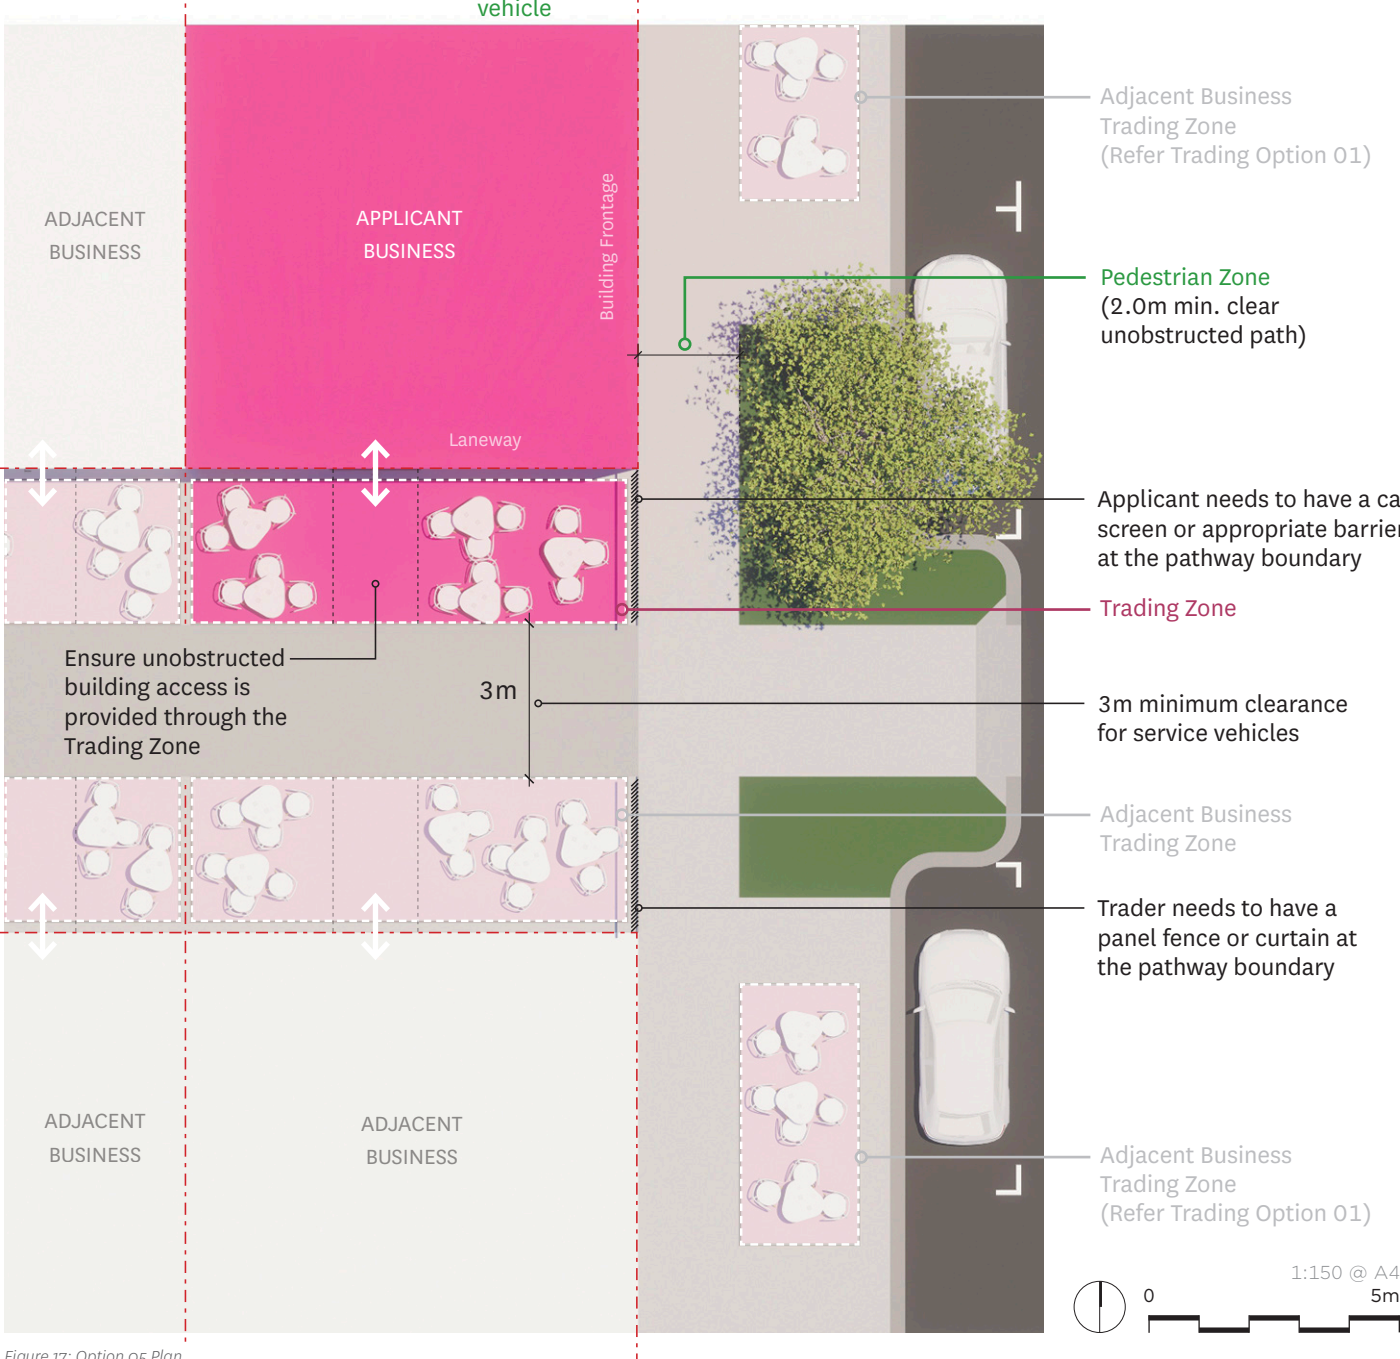 vehicle
ADJACENT
BUSINESS
APPLICANT
BUSINESS
Building Frontage
Laneway
Adjacent Business
Trading Zone
(Refer Trading Option 01)
Pedestrian Zone
(2.0m min. clear
unobstructed path)
Applicant needs to have a ca
screen or appropriate barrier
at the pathway boundary
Trading Zone
Ensure unobstructed
building access is
provided through the
Trading Zone
3m
3m minimum clearance
for service vehicles
Adjacent Business
Trading Zone
Trader needs to have a
panel fence or curtain at
the pathway boundary
ADJACENT
BUSINESS
ADJACENT
BUSINESS
Adjacent Business
Trading Zone
(Refer Trading Option 01)
1:150 @ A4
0 5m
Figure 17: Option 05 Plan